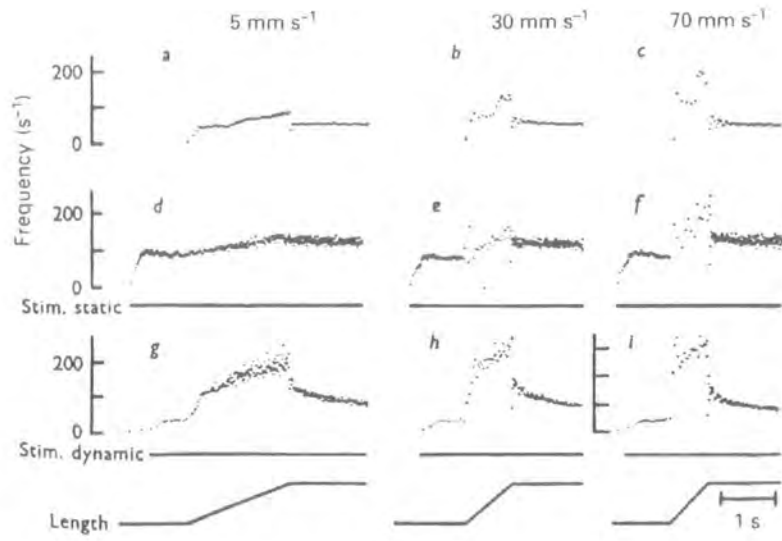 5 mm s⁻¹ 30 mm s⁻¹ 70 mm s⁻¹
a b c
Frequency (s⁻¹)
200
0
d e f
200
0
Stim. static
g h i
200
0
Stim. dynamic
Length
1 s